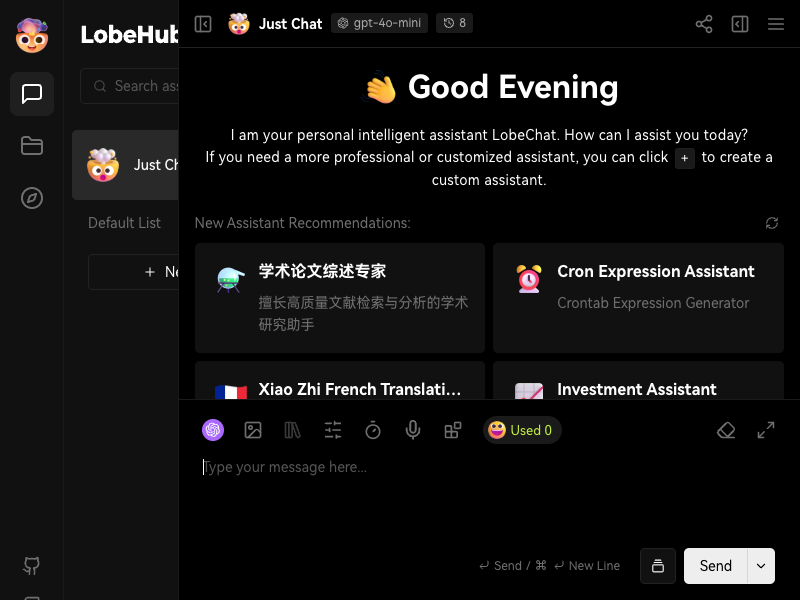 LobeHub
Search ass
Just Ch
Default List
Ne
Just Chat
gpt-4o-mini
8
Good Evening
I am your personal intelligent assistant LobeChat. How can I assist you today?
If you need a more professional or customized assistant, you can click + to create a
custom assistant.
New Assistant Recommendations:
学术论文综述专家
擅长高质量文献检索与分析的学术
研究助手
Cron Expression Assistant
Crontab Expression Generator
Xiao Zhi French Translati...
Investment Assistant
Used 0
Type your message here...
↵ Send / ⌘ ↵ New Line
Send